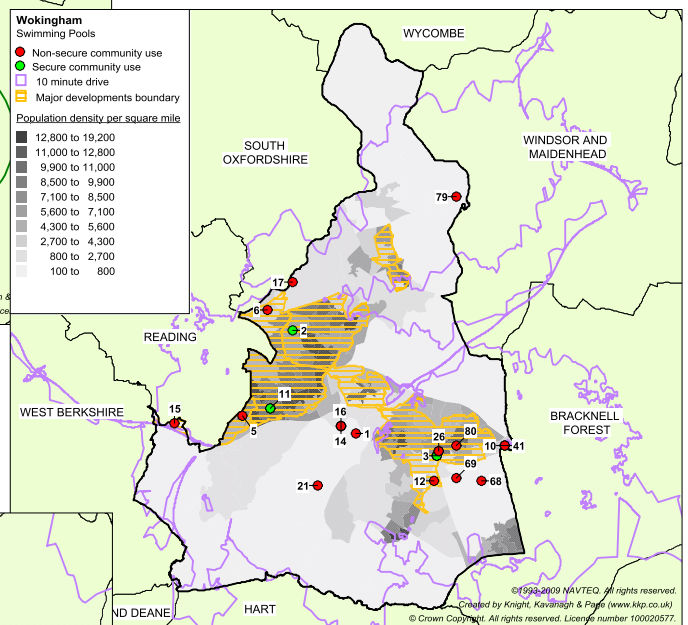 Wokingham
Swimming Pools
Non-secure community use
Secure community use
10 minute drive
Major developments boundary
Population density per square mile
12,800 to 19,200
11,000 to 12,800
9,900 to 11,000
8,500 to 9,900
7,100 to 8,500
5,600 to 7,100
4,300 to 5,600
2,700 to 4,300
800 to 2,700
100 to 800
WYCOMBE
SOUTH
OXFORDSHIRE
WINDSOR AND
MAIDENHEAD
79
17
6
2
READING
WEST BERKSHIRE
15
5
11
16
14
1
BRACKNELL
FOREST
26
80
10
41
3
12
69
68
21
ND DEANE
HART
©1993-2009 NAVTEQ. All rights reserved.
Created by Knight, Kavanagh & Page (www.kkp.co.uk)
© Crown Copyright. All rights reserved. Licence number 100020577.